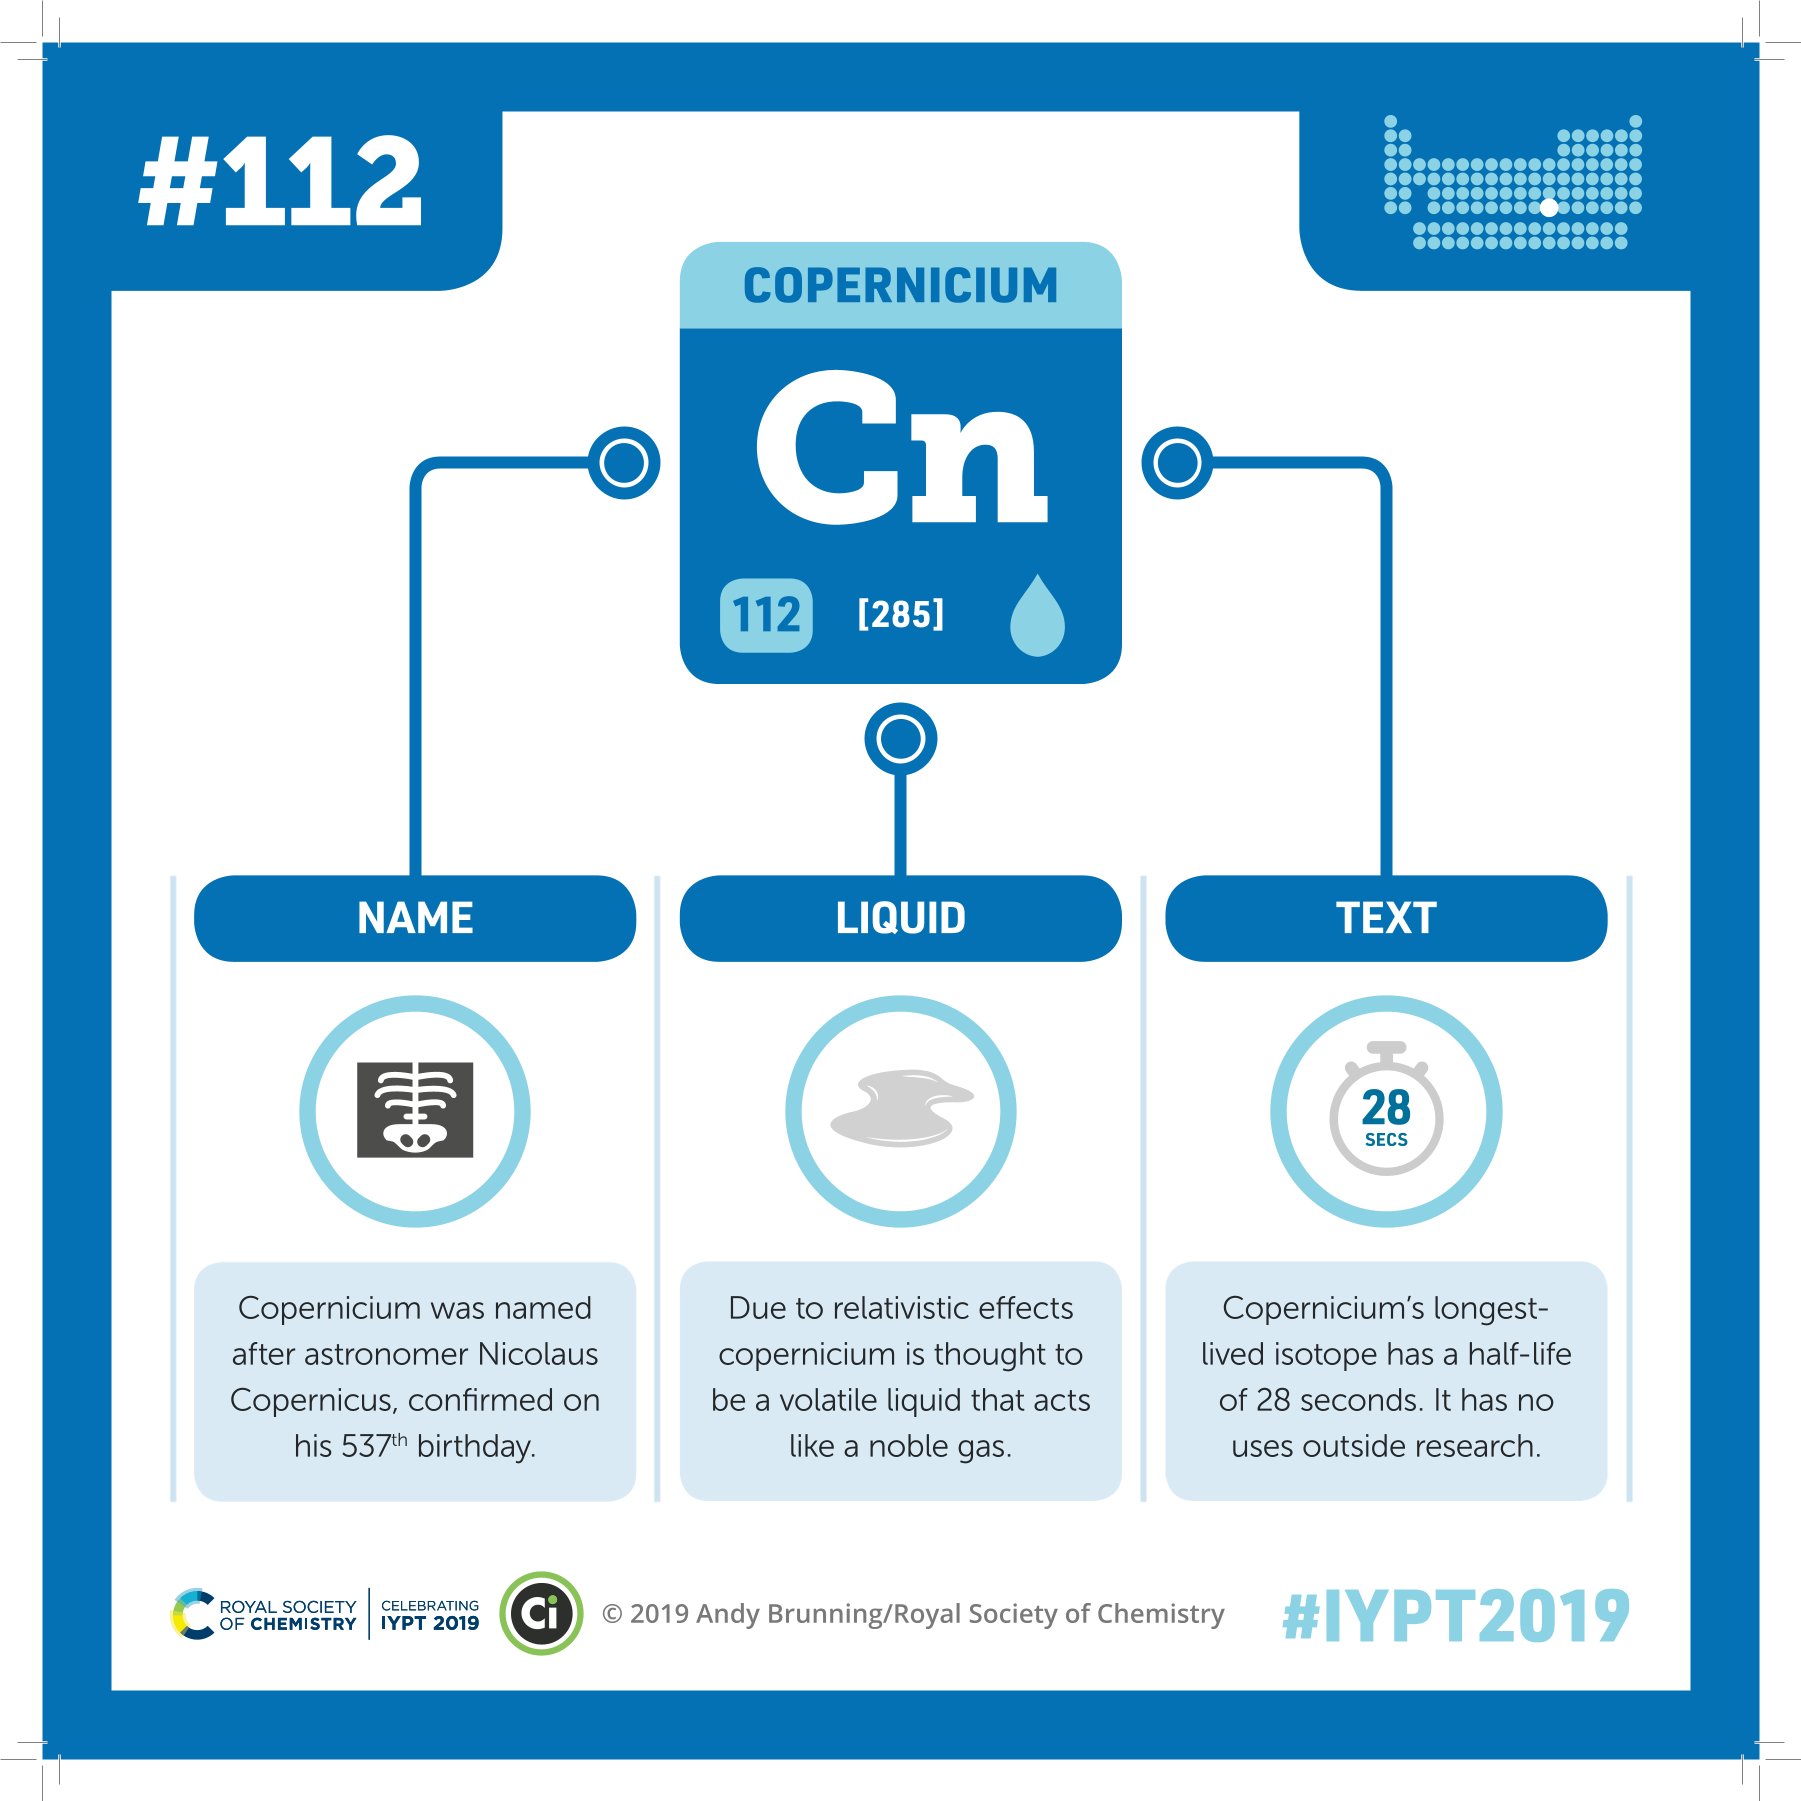 #112
COPERNICIUM
Cn
112 [285]
NAME
Copernicium was named
after astronomer Nicolaus
Copernicus, confirmed on
his 537th birthday.
LIQUID
Due to relativistic effects
copernicium is thought to
be a volatile liquid that acts
like a noble gas.
TEXT
28
SECS
Copernicium's longest-
lived isotope has a half-life
of 28 seconds. It has no
uses outside research.
ROYAL SOCIETY
OF CHEMISTRY
CELEBRATING
IYPT 2019
Ci
© 2019 Andy Brunning/Royal Society of Chemistry
#IYPT2019